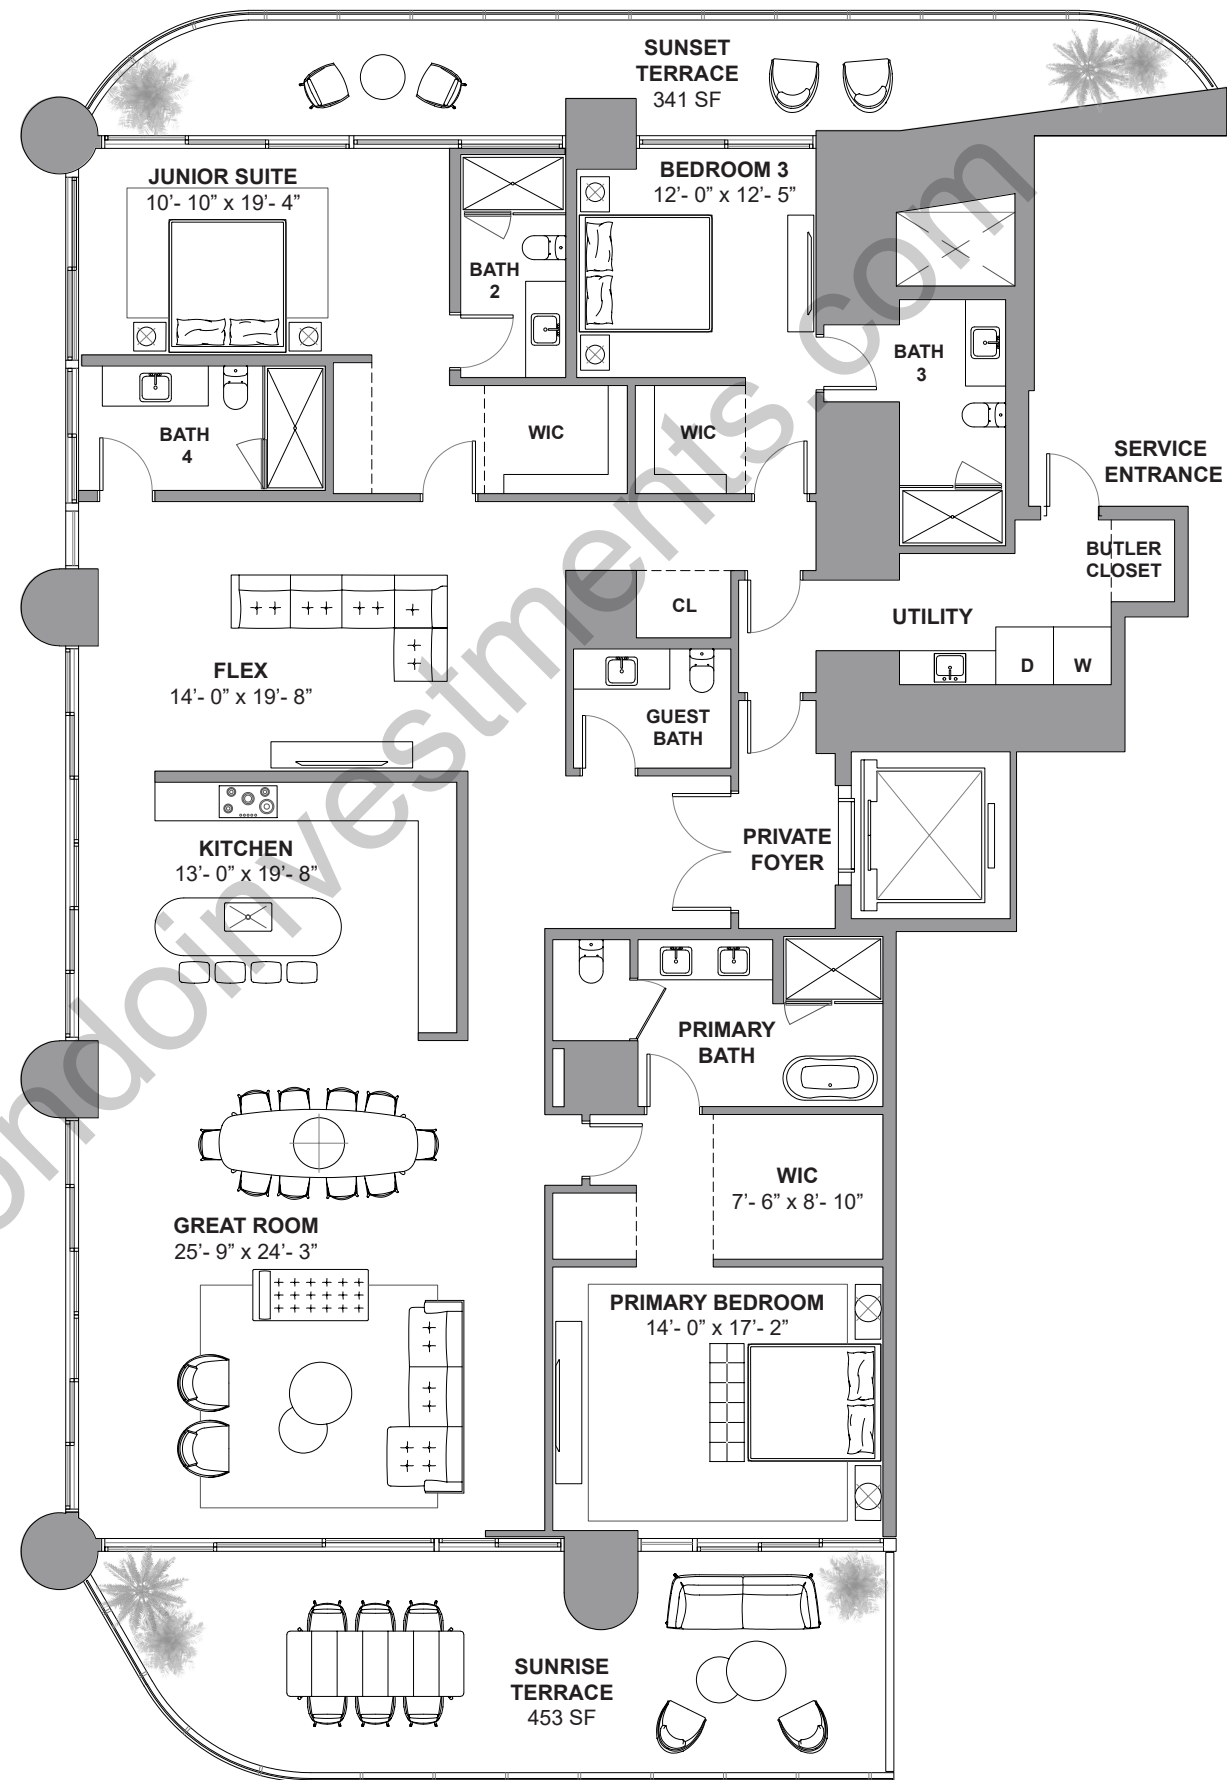 SUNSET
TERRACE
341 SF
JUNIOR SUITE
10’- 10” x 19’- 4”
BEDROOM 3
12’- 0” x 12’- 5”
BATH
2
BATH
3
BATH
4
WIC
WIC
SERVICE
ENTRANCE
BUTLER
CLOSET
CL
UTILITY
D
W
FLEX
14’- 0” x 19’- 8”
GUEST
BATH
PRIVATE
FOYER
KITCHEN
13’- 0” x 19’- 8”
PRIMARY
BATH
WIC
7’- 6” x 8’- 10”
GREAT ROOM
25’- 9” x 24’- 3”
PRIMARY BEDROOM
14’- 0” x 17’- 2”
SUNRISE
TERRACE
453 SF
ondoinvestments.com